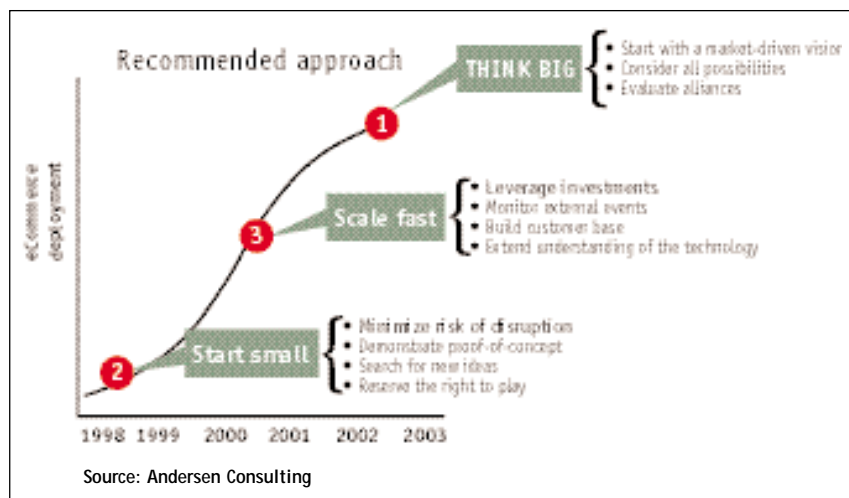 Recommended approach
THINK BIG
• Start with a market-driven vision
• Consider all possibilities
• Evaluate alliances
1
eCommerce
deployment
3
Scale fast
• Leverage investments
• Monitor external events
• Build customer base
• Extend understanding of the technology
2
Start small
• Minimize risk of disruption
• Demonstrate proof-of-concept
• Search for new ideas
• Reserve the right to play
1998 1999 2000 2001 2002 2003
Source: Andersen Consulting